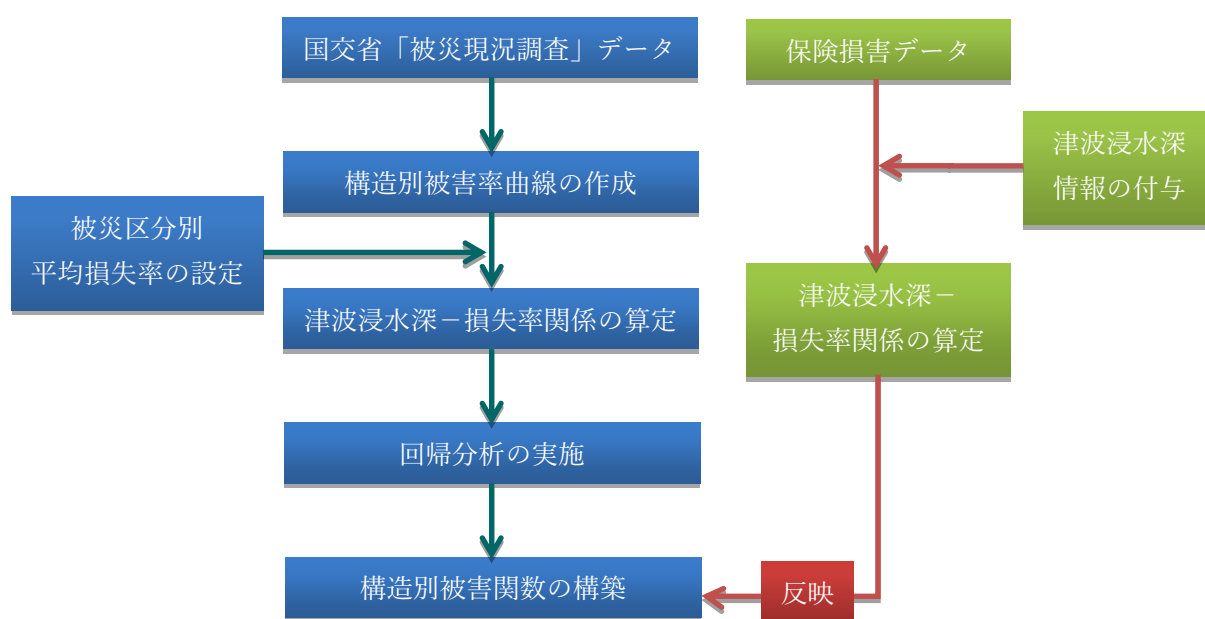 国交省「被災現況調査」データ
保険損害データ
津波浸水深
情報の付与
構造別被害率曲線の作成
被災区分別
平均損失率の設定
津波浸水深－損失率関係の算定
津波浸水深－
損失率関係の算定
回帰分析の実施
構造別被害関数の構築
反映